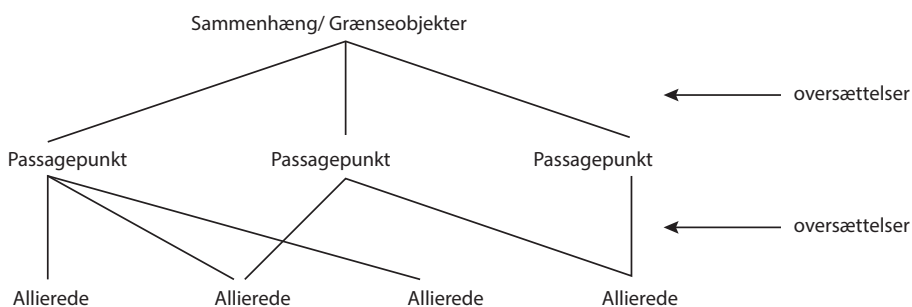 Sammenhæng/ Grænseobjekter
oversættelser
Passagepunkt Passagepunkt Passagepunkt
oversættelser
Allierede Allierede Allierede Allierede